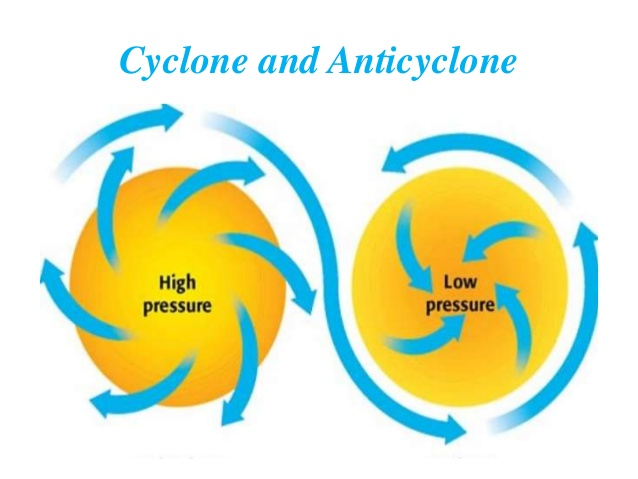 Cyclone and Anticyclone
High
pressure
Low
pressure